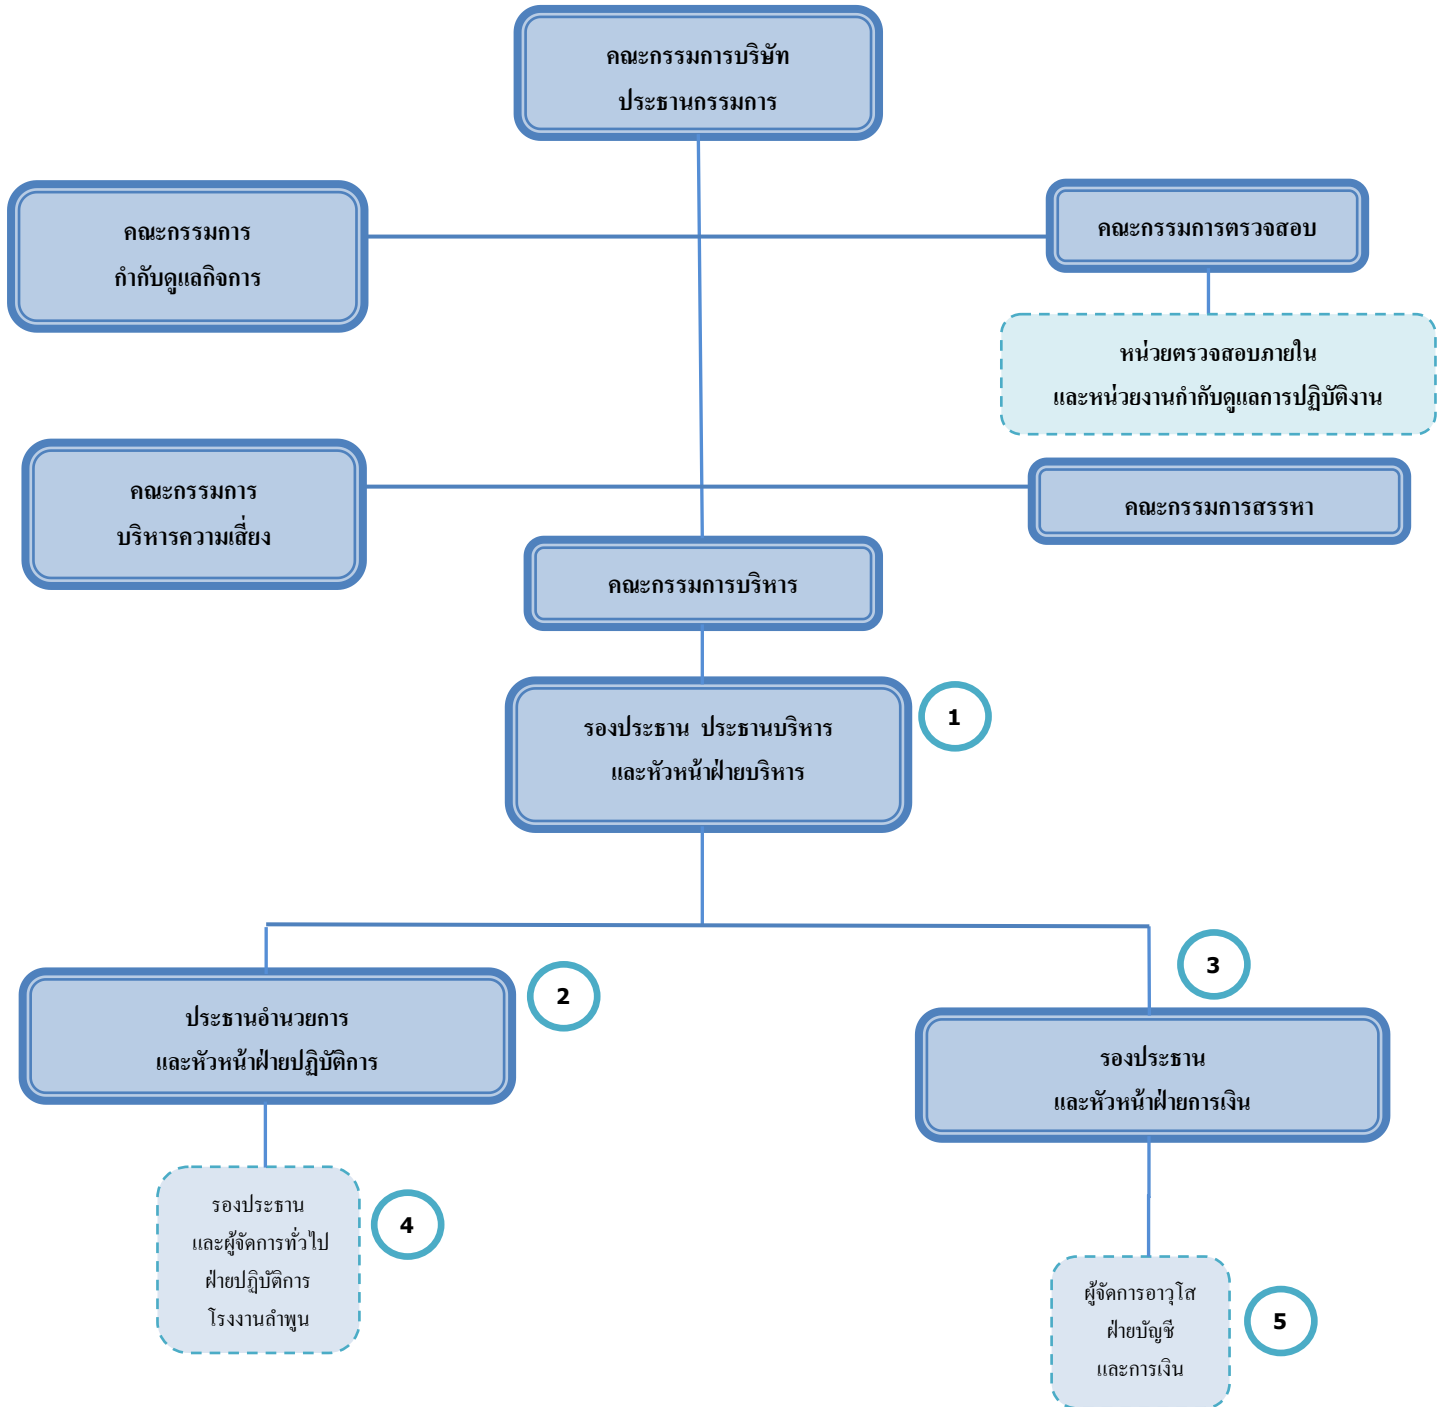 คณะกรรมการบริษัท
ประธานกรรมการ
คณะกรรมการ
กำกับดูแลกิจการ
คณะกรรมการตรวจสอบ
หน่วยตรวจสอบภายใน
และหน่วยงานกำกับดูแลการปฏิบัติงาน
คณะกรรมการ
บริหารความเสี่ยง
คณะกรรมการสรรหา
คณะกรรมการบริหาร
รองประธาน ประธานบริหาร
และหัวหน้าฝ่ายบริหาร
1
2
3
ประธานอำนวยการ
และหัวหน้าฝ่ายปฏิบัติการ
รองประธาน
และหัวหน้าฝ่ายการเงิน
รองประธาน
และผู้จัดการทั่วไป
ฝ่ายปฏิบัติการ
โรงงานลำพูน
4
ผู้จัดการอาวุโส
ฝ่ายบัญชี
และการเงิน
5